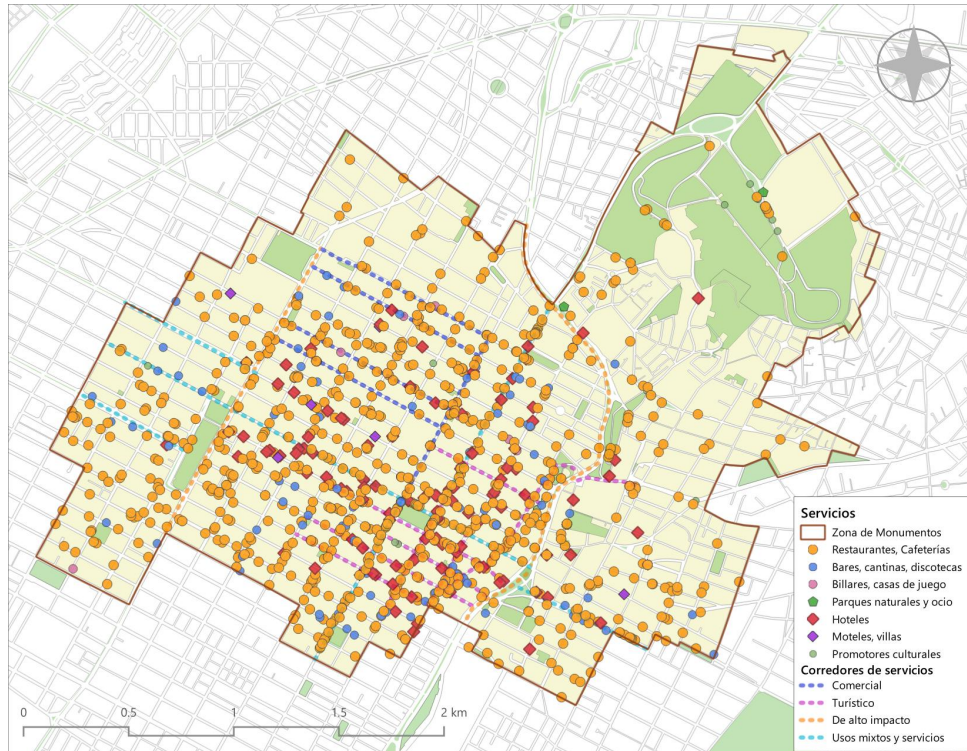 Servicios
Zona de Monumentos
Restaurantes, Cafeterías
Bares, cantinas, discotecas
Billares, casas de juego
Parques naturales y ocio
Hoteles
Moteles, villas
Promotores culturales
Corredores de servicios
Comercial
Turístico
De alto impacto
Usos mixtos y servicios
0 0.5 1 1.5 2 km